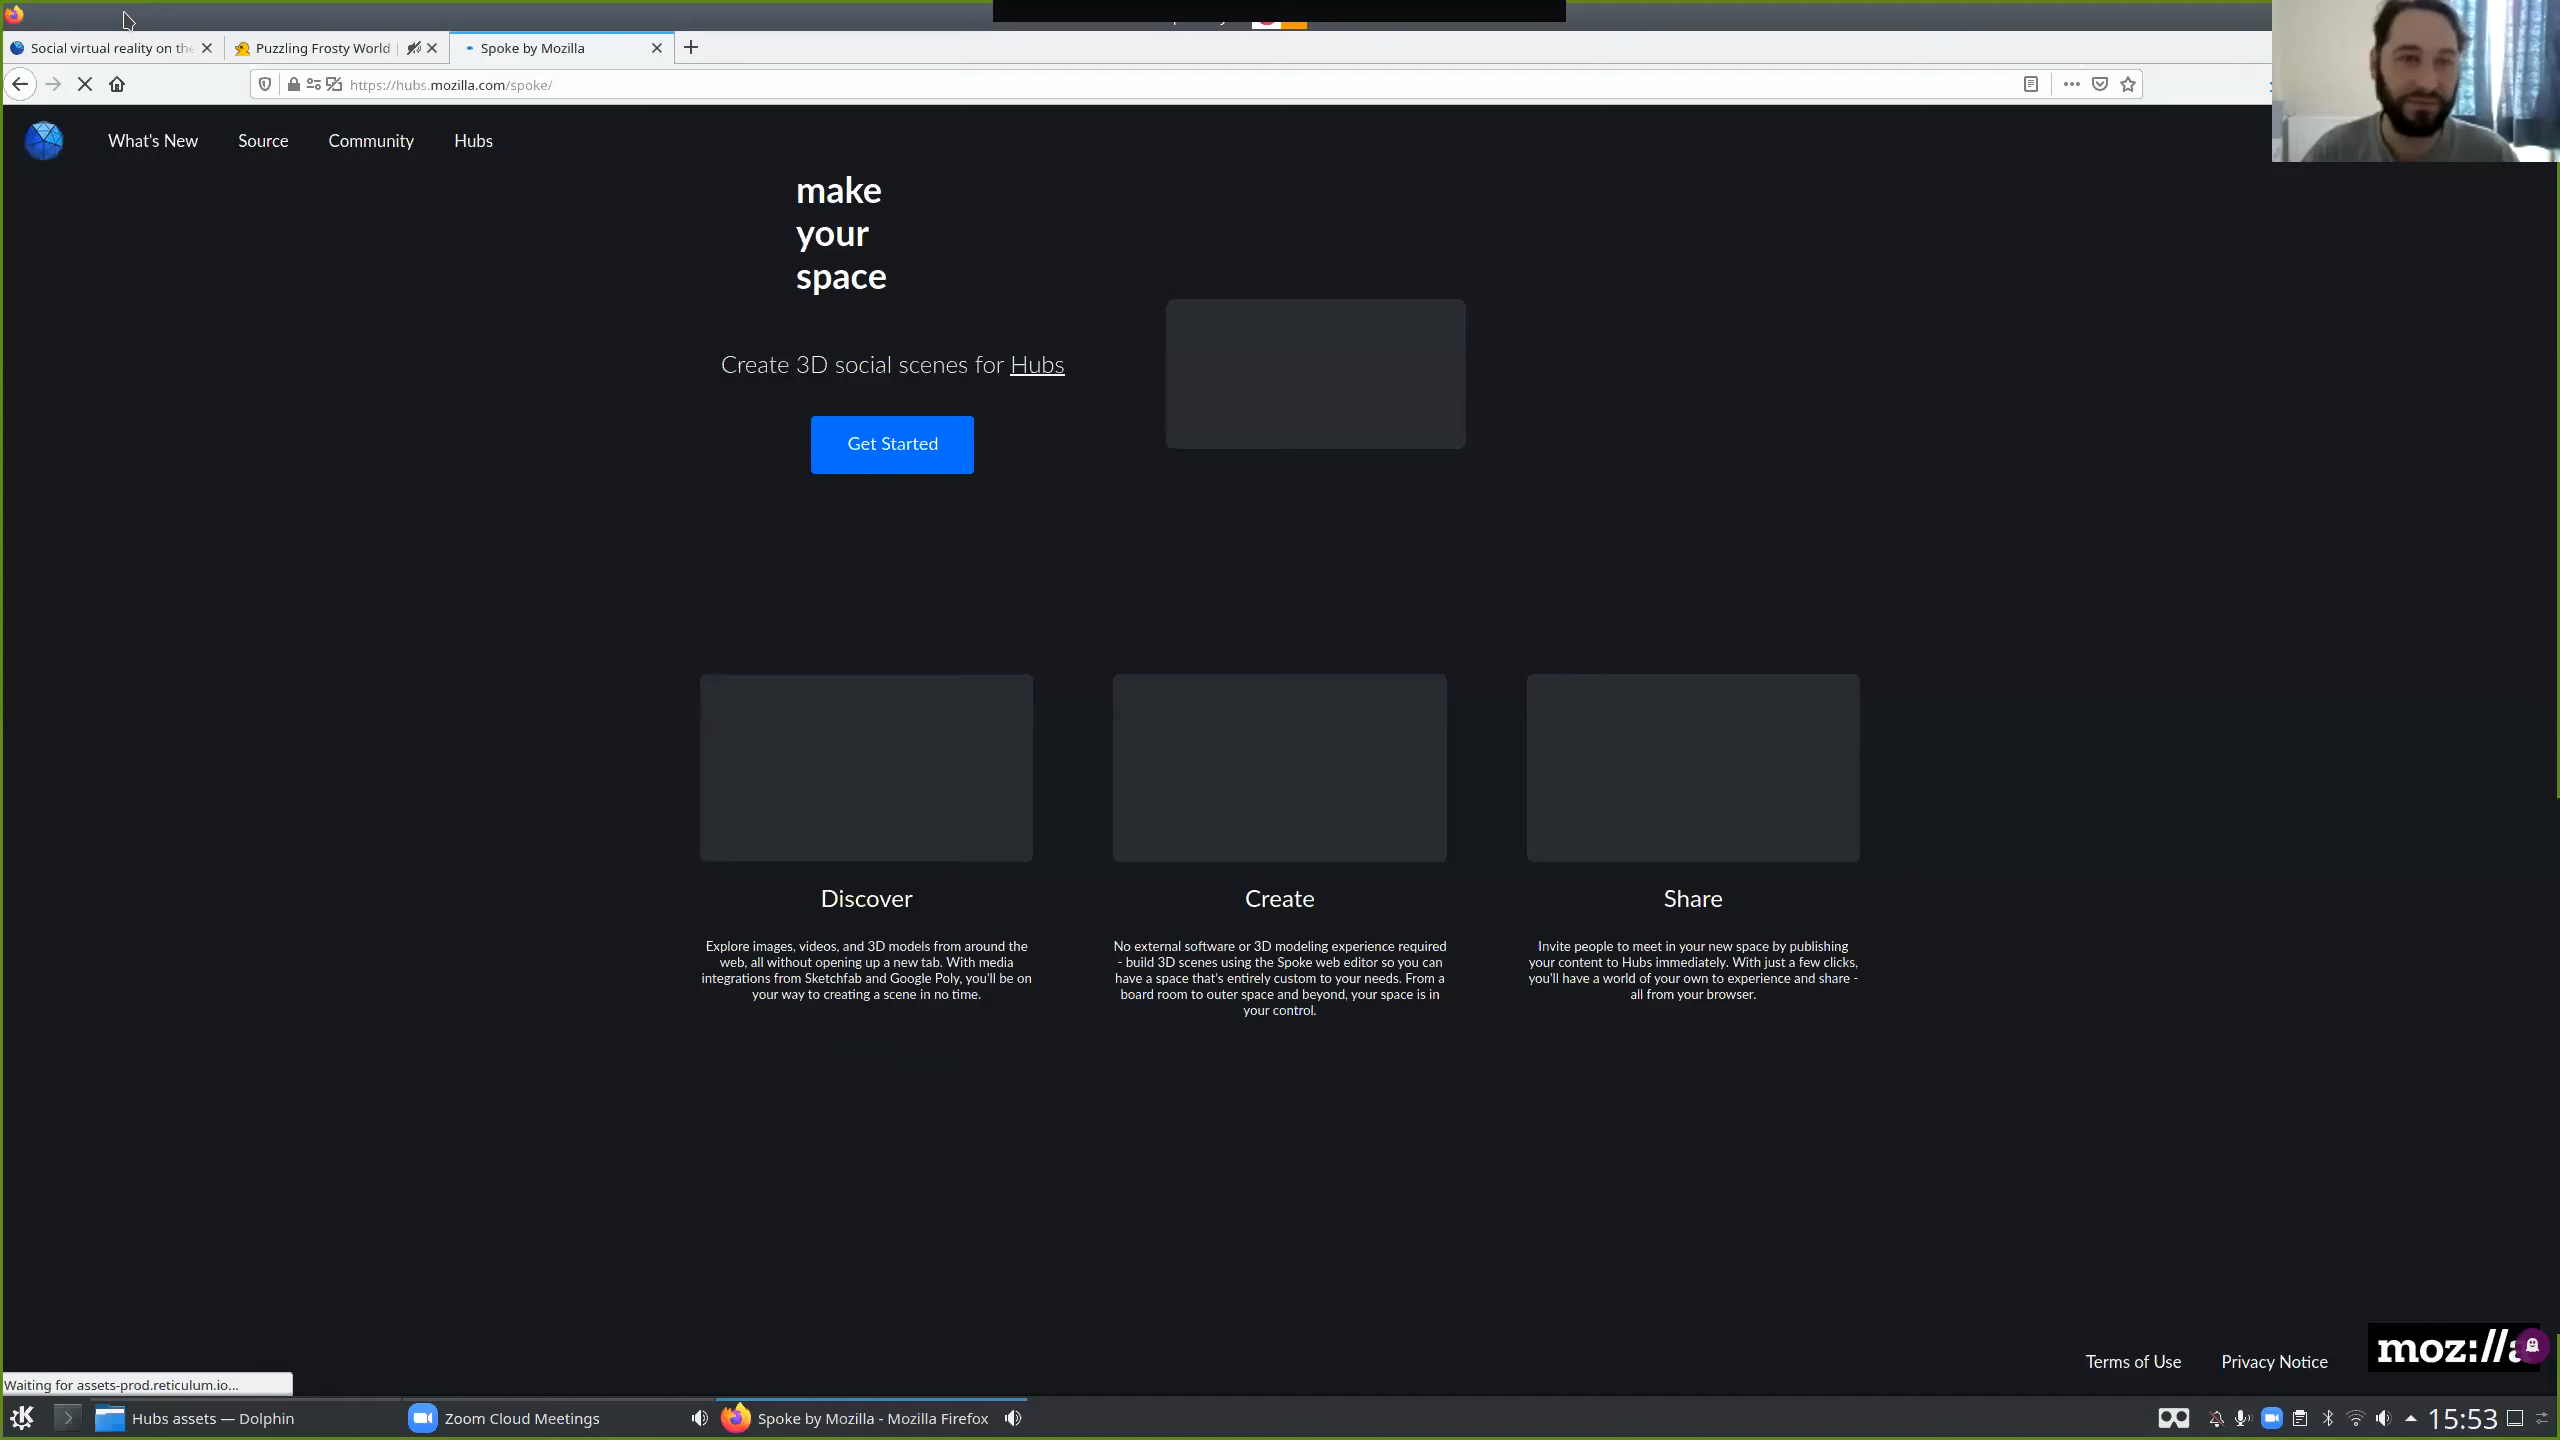 Social virtual reality on the
Puzzling Frosty World
Spoke by Mozilla
https://hubs.mozilla.com/spoke/
What's New
Source
Community
Hubs
make
your
space
Create 3D social scenes for Hubs
Get Started
Discover
Explore images, videos, and 3D models from around the
web, all without opening up a new tab. With media
integrations from Sketchfab and Google Poly, you'll be on
your way to creating a scene in no time.
Create
No external software or 3D modeling experience required
- build 3D scenes using the Spoke web editor so you can
have a space that's entirely custom to your needs. From a
board room to outer space and beyond, your space is in
your control.
Share
Invite people to meet in your new space by publishing
your content to Hubs immediately. With just a few clicks,
you'll have a world of your own to experience and share -
all from your browser.
Terms of Use
Privacy Notice
moz://a
Waiting for assets-prod.reticulum.io...
Hubs assets — Dolphin
Zoom Cloud Meetings
Spoke by Mozilla - Mozilla Firefox
15:53